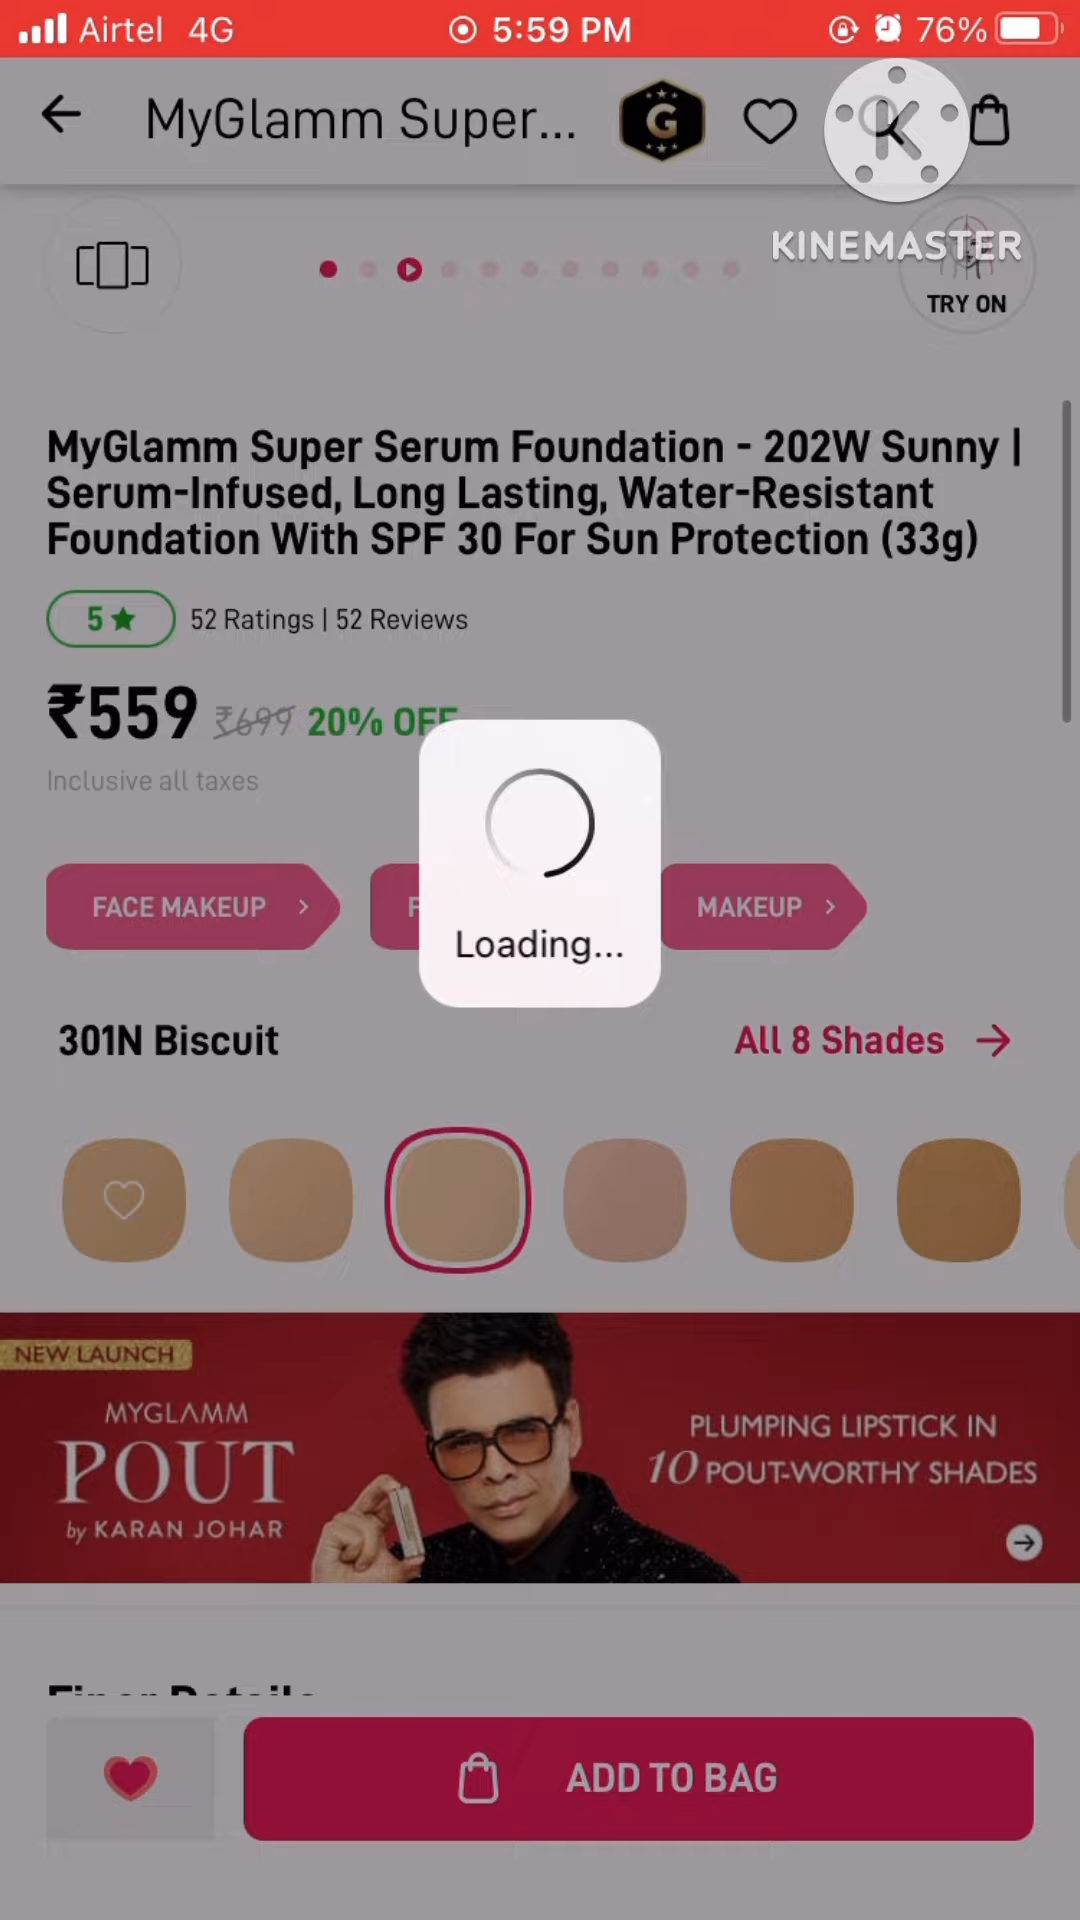 Airtel 4G 5:59 PM 76%
MyGlamm Super...
G
K
KINEMASTER
TRY ON
MyGlamm Super Serum Foundation - 202W Sunny |
Serum-Infused, Long Lasting, Water-Resistant
Foundation With SPF 30 For Sun Protection (33g)
5★ 52 Ratings | 52 Reviews
₹559 ₹699 20% OFF
Inclusive all taxes
FACE MAKEUP > F MAKEUP >
Loading...
301N Biscuit All 8 Shades →
NEW LAUNCH
MYGLAMM
POUT
by KARAN JOHAR
PLUMPING LIPSTICK IN
10 POUT-WORTHY SHADES
Finer Details
ADD TO BAG